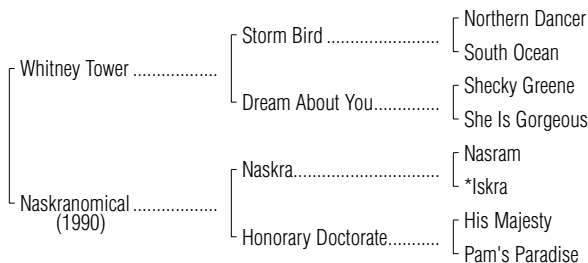 Northern Dancer
Storm Bird ........................
South Ocean
Whitney Tower ..................
Shecky Greene
Dream About You..............
She Is Gorgeous
Nasram
Naskra...............................
*Iskra
Naskranomical ..................
(1990)
His Majesty
Honorary Doctorate...........
Pam's Paradise